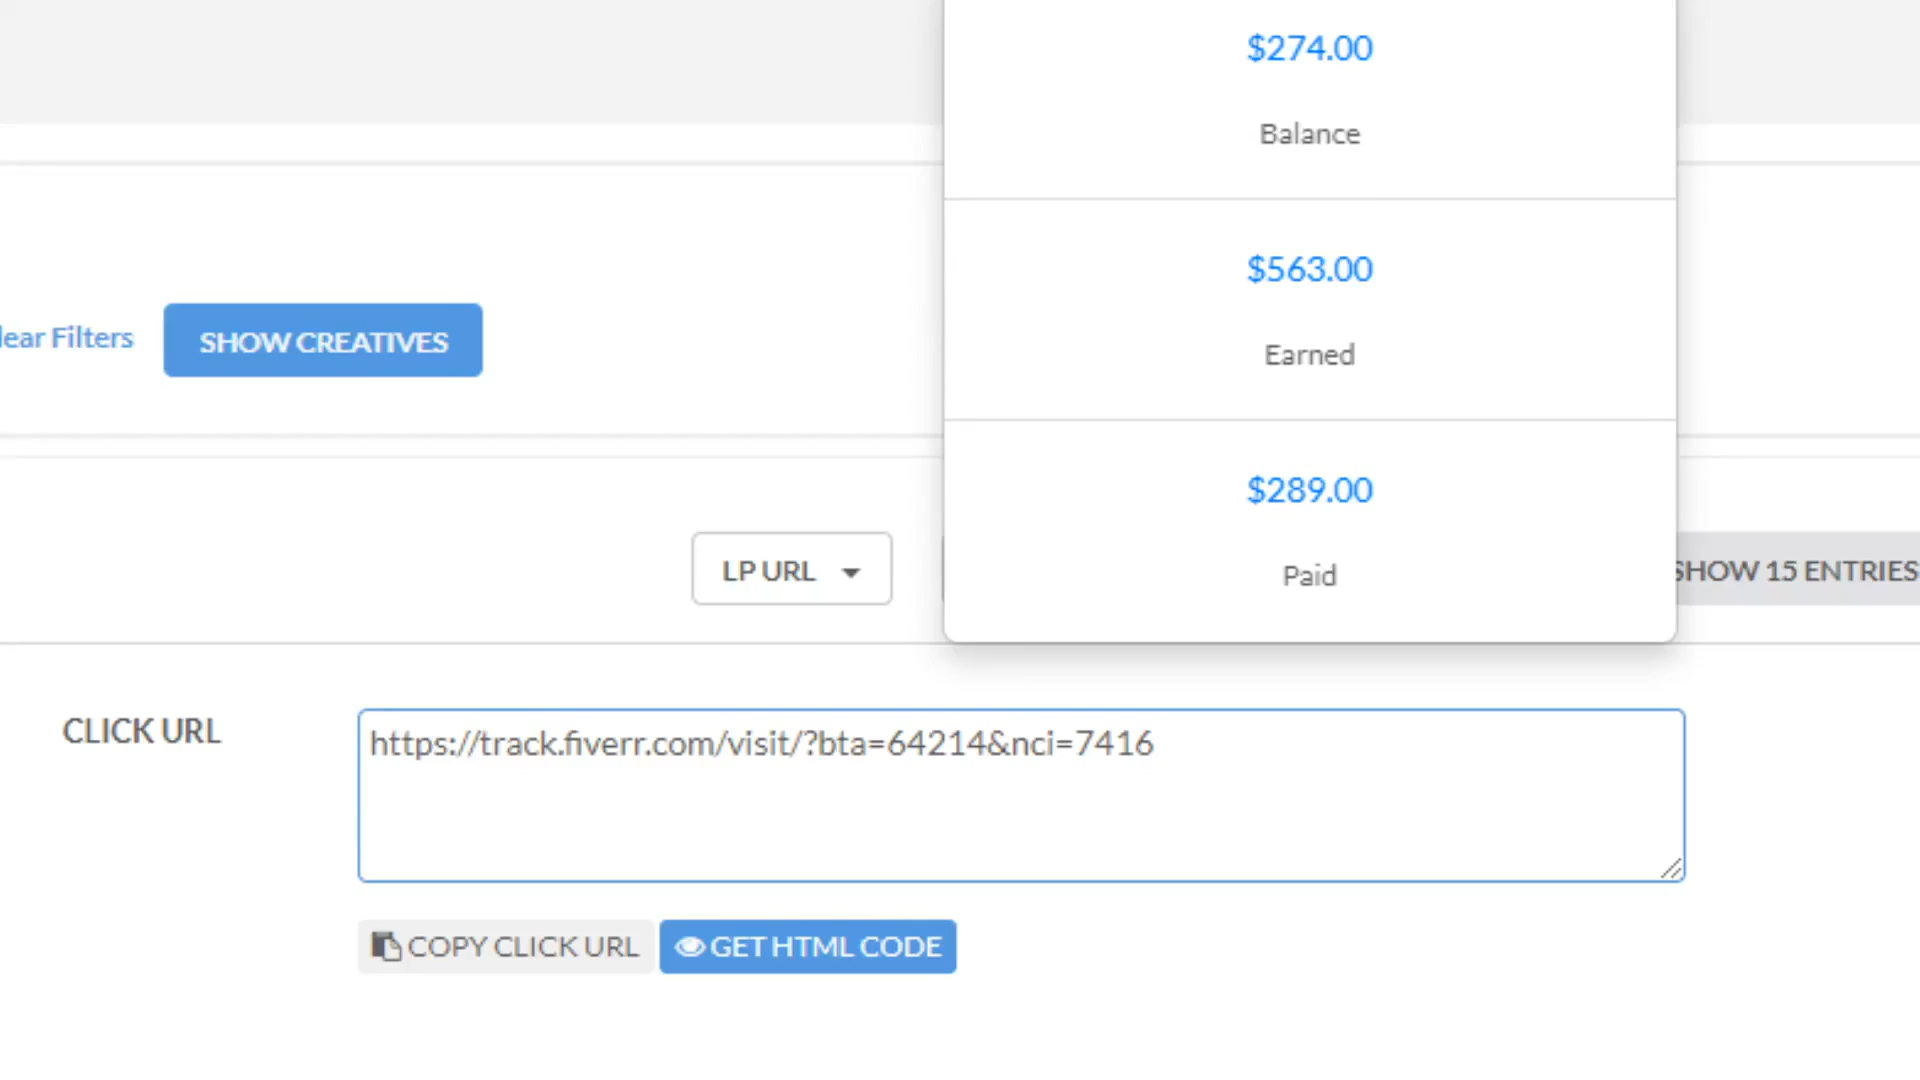 $274.00
Balance
$563.00
Earned
lear Filters
SHOW CREATIVES
$289.00
Paid
LP URL
SHOW 15 ENTRIES
CLICK URL
https://track.fiverr.com/visit/?bta=64214&nci=7416
COPY CLICK URL
GET HTML CODE